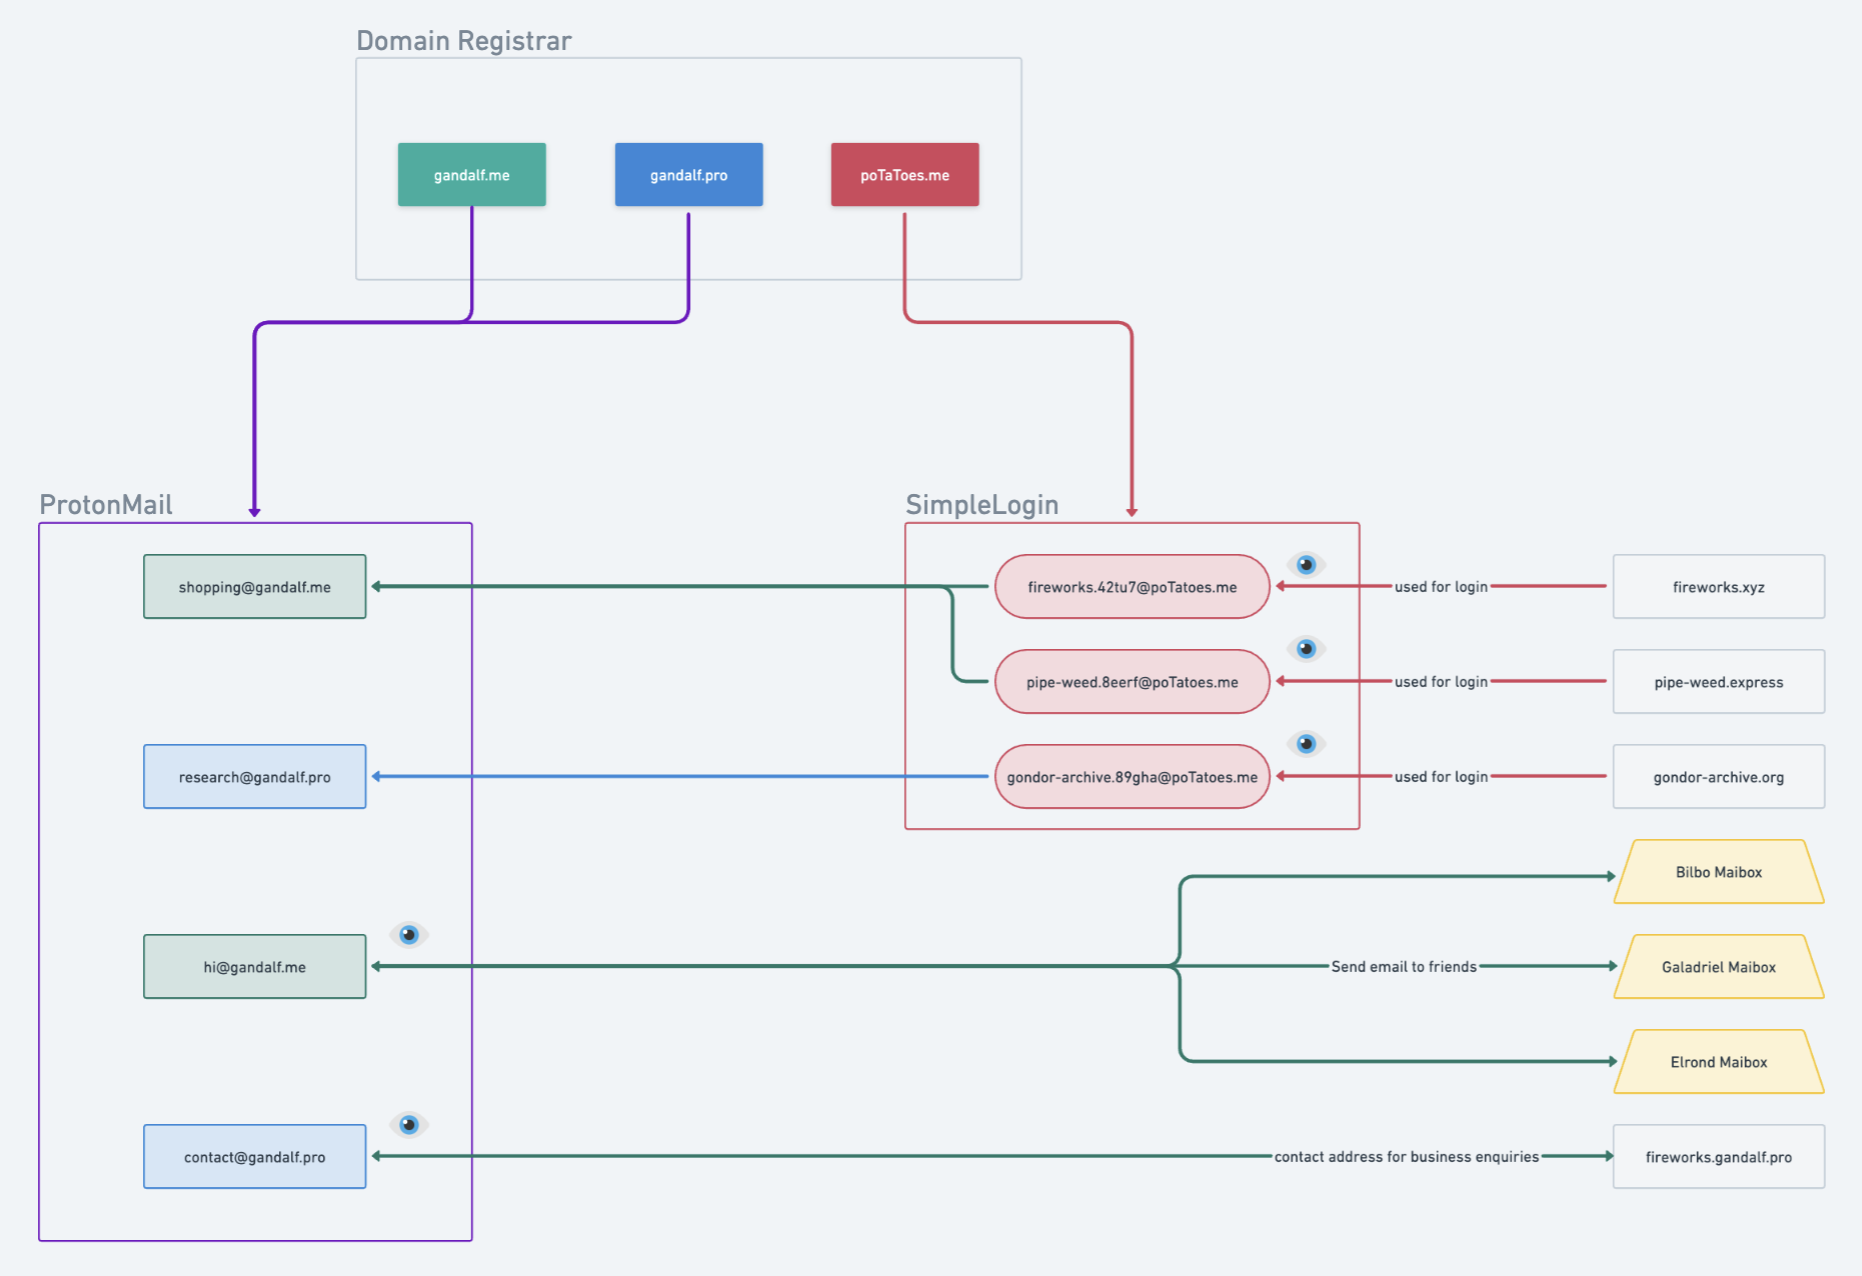 Domain Registrar
gandalf.me
gandalf.pro
poTaToes.me
ProtonMail
SimpleLogin
shopping@gandalf.me
fireworks.42tu7@poTatoes.me
used for login
fireworks.xyz
pipe-weed.8eerf@poTatoes.me
used for login
pipe-weed.express
research@gandalf.pro
gondor-archive.89gha@poTatoes.me
used for login
gondor-archive.org
Bilbo Maibox
hi@gandalf.me
Send email to friends
Galadriel Maibox
Elrond Maibox
contact@gandalf.pro
contact address for business enquiries
fireworks.gandalf.pro